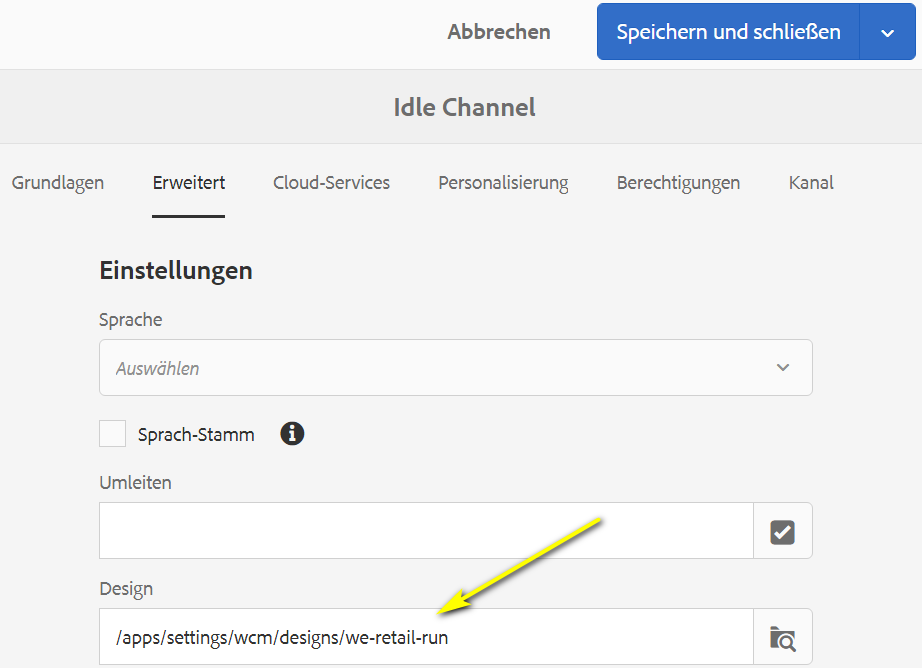 Abbrechen
Speichern und schließen
Idle Channel
Grundlagen Erweitert Cloud-Services Personalisierung Berechtigungen Kanal
Einstellungen
Sprache
Auswählen
Sprach-Stamm
Umleiten
Design
/apps/settings/wcm/designs/we-retail-run